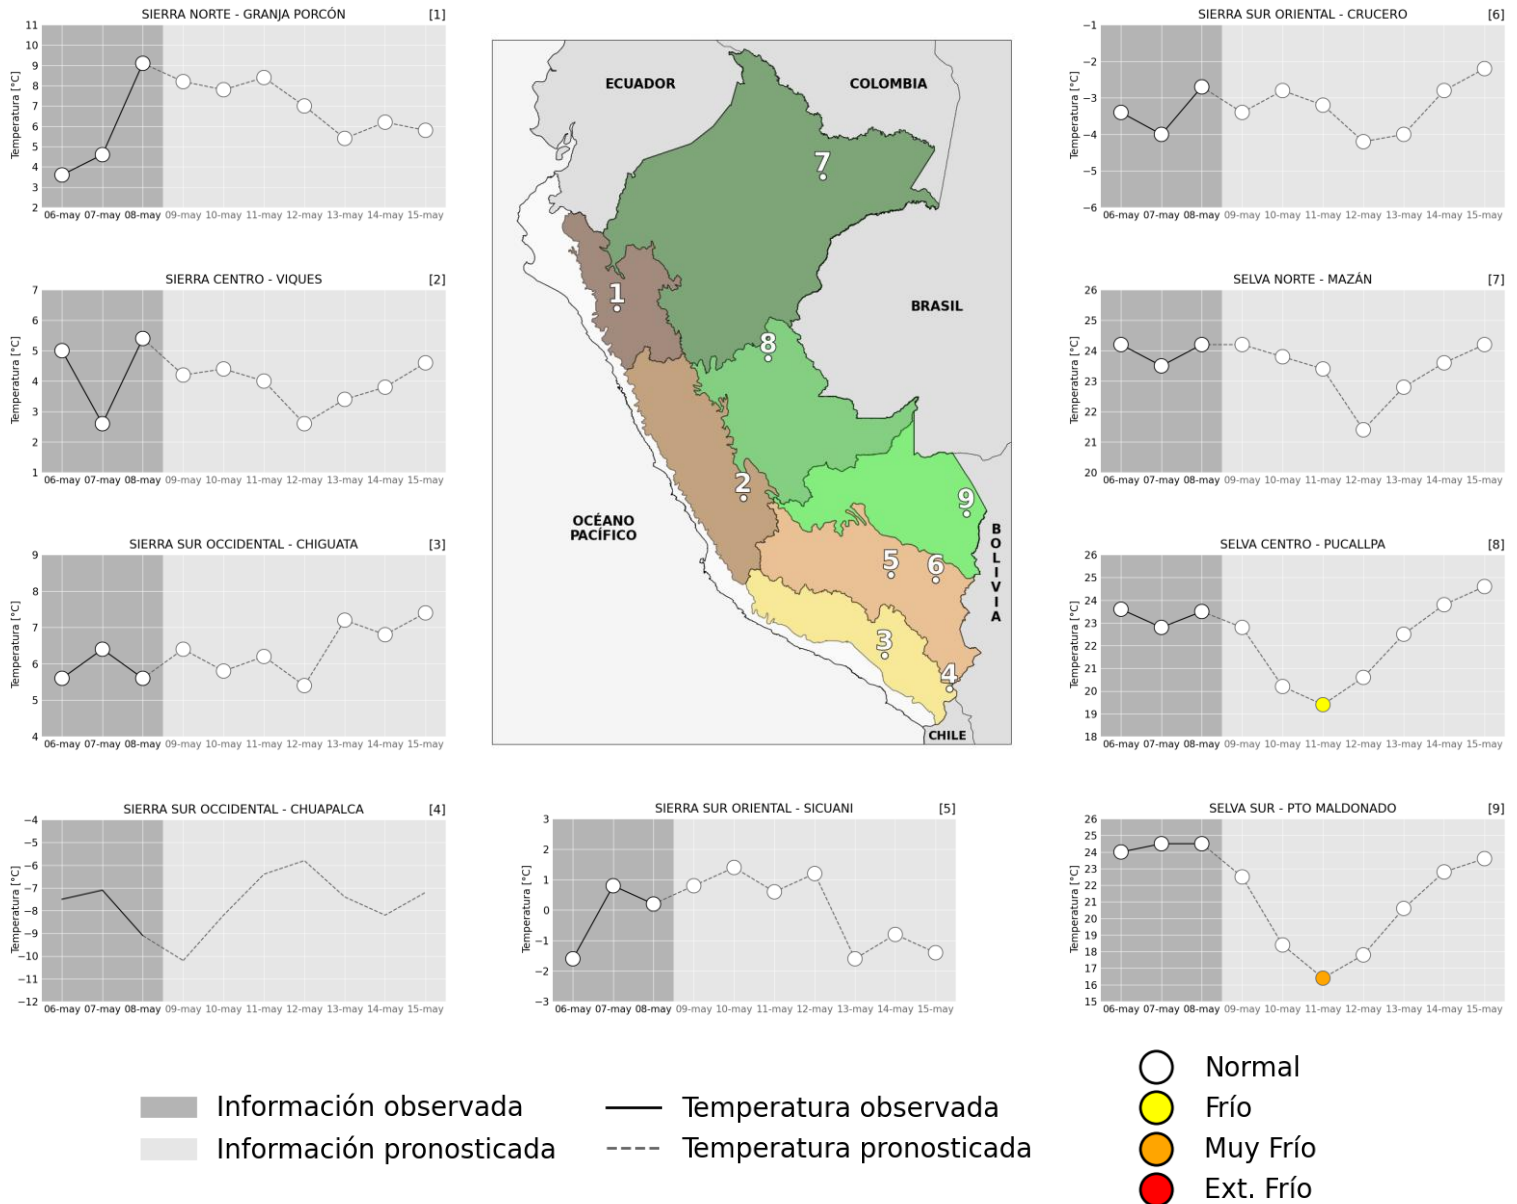 SIERRA NORTE - GRANJA PORCÓN [1]
Temperatura [°C]
11
10
9
8
7
6
5
4
3
2
06-may 07-may 08-may 09-may 10-may 11-may 12-may 13-may 14-may 15-may
SIERRA CENTRO - VIQUES [2]
Temperatura [°C]
7
6
5
4
3
2
1
06-may 07-may 08-may 09-may 10-may 11-may 12-may 13-may 14-may 15-may
SIERRA SUR OCCIDENTAL - CHIGUATA [3]
Temperatura [°C]
9
8
7
6
5
4
06-may 07-may 08-may 09-may 10-may 11-may 12-may 13-may 14-may 15-may
SIERRA SUR OCCIDENTAL - CHUAPALCA [4]
Temperatura [°C]
−4
−5
−6
−7
−8
−9
−10
−11
−12
06-may 07-may 08-may 09-may 10-may 11-may 12-may 13-may 14-may 15-may
ECUADOR
COLOMBIA
7
1
BRASIL
8
2
9
OCÉANO
PACÍFICO
BOLIVIA
5
6
3
4
CHILE
SIERRA SUR ORIENTAL - SICUANI [5]
Temperatura [°C]
3
2
1
0
−1
−2
−3
06-may 07-may 08-may 09-may 10-may 11-may 12-may 13-may 14-may 15-may
SIERRA SUR ORIENTAL - CRUCERO [6]
Temperatura [°C]
−1
−2
−3
−4
−5
−6
06-may 07-may 08-may 09-may 10-may 11-may 12-may 13-may 14-may 15-may
SELVA NORTE - MAZÁN [7]
Temperatura [°C]
26
25
24
23
22
21
20
06-may 07-may 08-may 09-may 10-may 11-may 12-may 13-may 14-may 15-may
SELVA CENTRO - PUCALLPA [8]
Temperatura [°C]
26
25
24
23
22
21
20
19
18
06-may 07-may 08-may 09-may 10-may 11-may 12-may 13-may 14-may 15-may
SELVA SUR - PTO MALDONADO [9]
Temperatura [°C]
26
25
24
23
22
21
20
19
18
17
16
15
06-may 07-may 08-may 09-may 10-may 11-may 12-may 13-may 14-may 15-may
Información observada
Información pronosticada
Temperatura observada
Temperatura pronosticada
Normal
Frío
Muy Frío
Ext. Frío